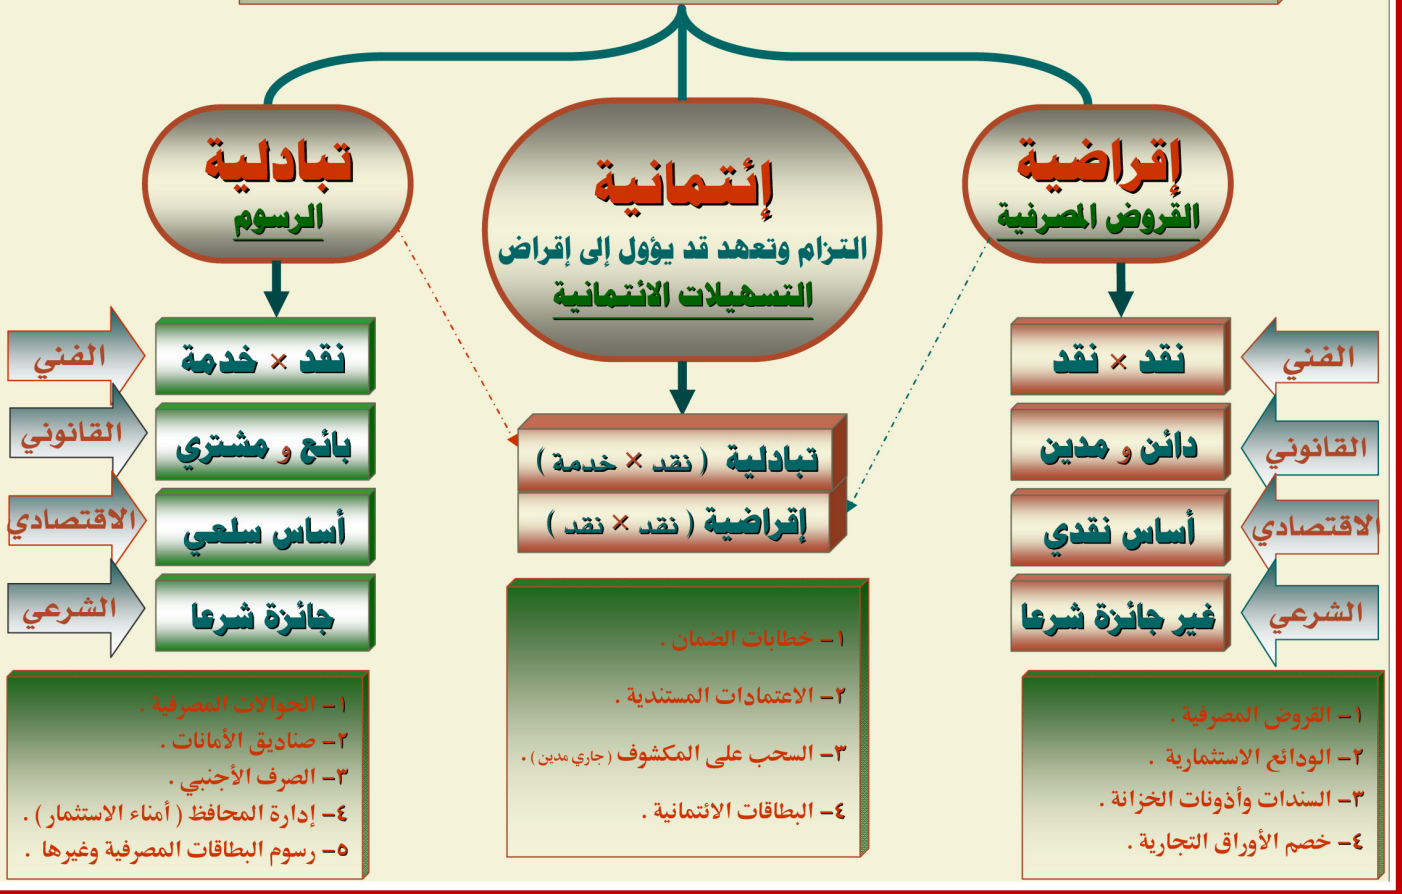 إقراضية
القروض المصرفية
نقد × نقد
الفني
دائن و مدين
القانوني
أساس نقدي
الاقتصادي
غير جائزة شرعا
الشرعي
١– القروض المصرفية .
٢– الودائع الاستثمارية .
٣– السندات وأذونات الخزانة .
٤– خصم الأوراق التجارية .
إئتمانية
التزام وتعهد قد يؤول إلى إقراض
التسهيلات الائتمانية
تبادلية ( نقد × خدمة )
إقراضية ( نقد × نقد )
١– خطابات الضمان .
٢– الاعتمادات المستندية .
٣– السحب على المكشوف ( جاري مدين ) .
٤– البطاقات الائتمانية .
تبادلية
الرسوم
نقد × خدمة
الفني
بائع و مشتري
القانوني
أساس سلعي
الاقتصادي
جائزة شرعا
الشرعي
١– الحوالات المصرفية .
٢– صناديق الأمانات .
٣– الصرف الأجنبي .
٤– إدارة المحافظ ( أمناء الاستثمار ) .
٥– رسوم البطاقات المصرفية وغيرها .